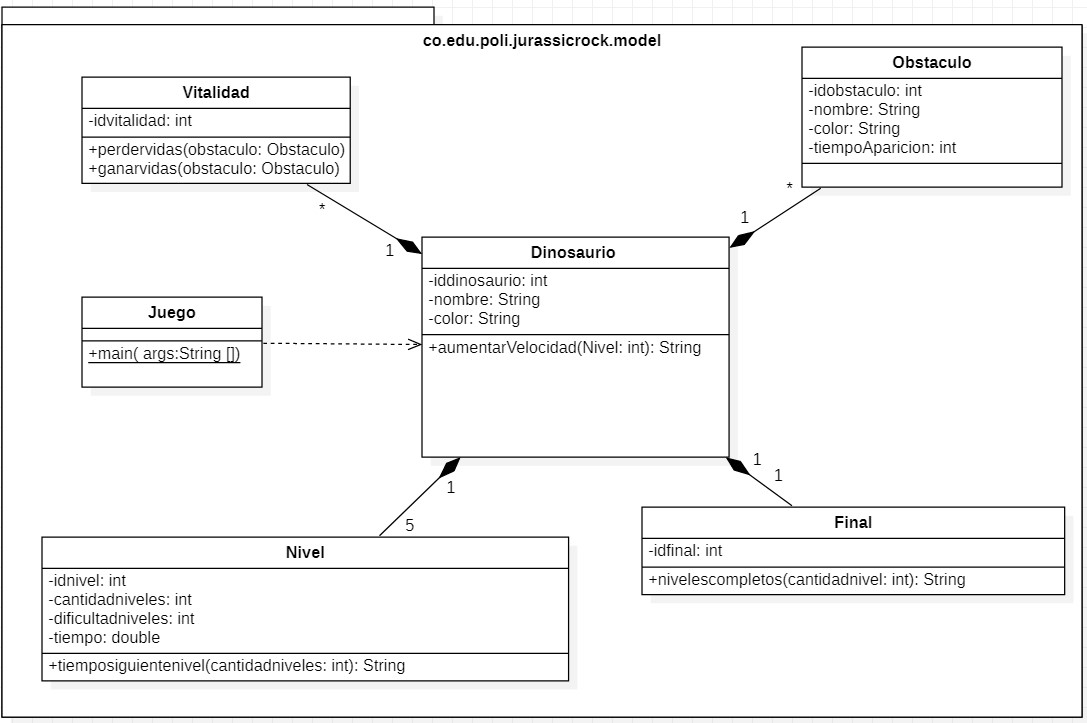 co.edu.poli.jurassicrock.model
Vitalidad
-idvitalidad: int
+perdervidas(obstaculo: Obstaculo)
+ganarvidas(obstaculo: Obstaculo)
Obstaculo
-idobstaculo: int
-nombre: String
-color: String
-tiempoAparicion: int
*
1
*
1
Dinosaurio
-iddinosaurio: int
-nombre: String
-color: String
+aumentarVelocidad(Nivel: int): String
Juego
+main( args:String [])
1
5
1
1
Nivel
-idnivel: int
-cantidadniveles: int
-dificultadniveles: int
-tiempo: double
+tiemposiguientenivel(cantidadniveles: int): String
Final
-idfinal: int
+nivelescompletos(cantidadnivel: int): String